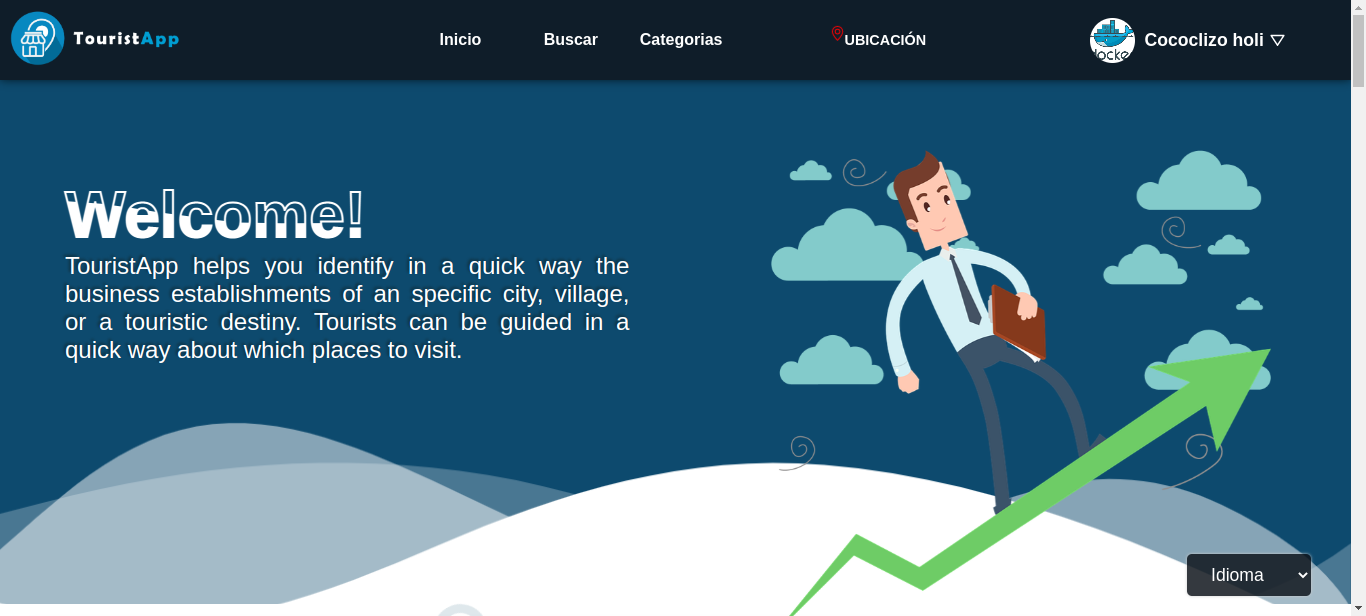 TouristApp
Inicio
Buscar
Categorias
UBICACIÓN
docke
Cococlizo holi
Welcome!
TouristApp helps you identify in a quick way the
business establishments of an specific city, village,
or a touristic destiny. Tourists can be guided in a
quick way about which places to visit.
Idioma